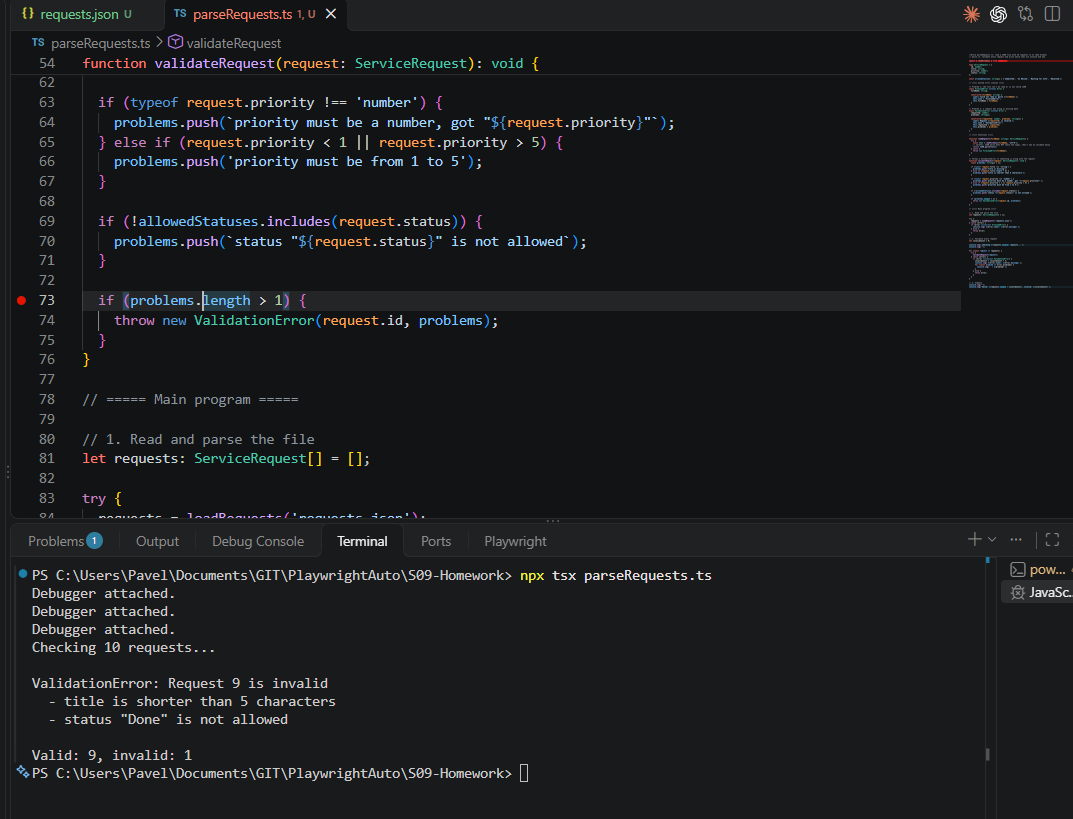 {} requests.json U
TS parseRequests.ts 1, U
TS parseRequests.ts > validateRequest
54 function validateRequest(request: ServiceRequest): void {
62
63 if (typeof request.priority !== 'number') {
64 problems.push(`priority must be a number, got "${request.priority}"`);
65 } else if (request.priority < 1 || request.priority > 5) {
66 problems.push('priority must be from 1 to 5');
67 }
68
69 if (!allowedStatuses.includes(request.status)) {
70 problems.push(`status "${request.status}" is not allowed`);
71 }
72
73 if (problems.length > 1) {
74 throw new ValidationError(request.id, problems);
75 }
76 }
77
78 // ===== Main program =====
79
80 // 1. Read and parse the file
81 let requests: ServiceRequest[] = [];
82
83 try {
84 requests = loadRequests('requests.json');
Problems 1
Output
Debug Console
Terminal
Ports
Playwright
pow...
JavaSc...
PS C:\Users\Pavel\Documents\GIT\PlaywrightAuto\S09-Homework> npx tsx parseRequests.ts
Debugger attached.
Debugger attached.
Debugger attached.
Checking 10 requests...
ValidationError: Request 9 is invalid
- title is shorter than 5 characters
- status "Done" is not allowed
Valid: 9, invalid: 1
PS C:\Users\Pavel\Documents\GIT\PlaywrightAuto\S09-Homework>